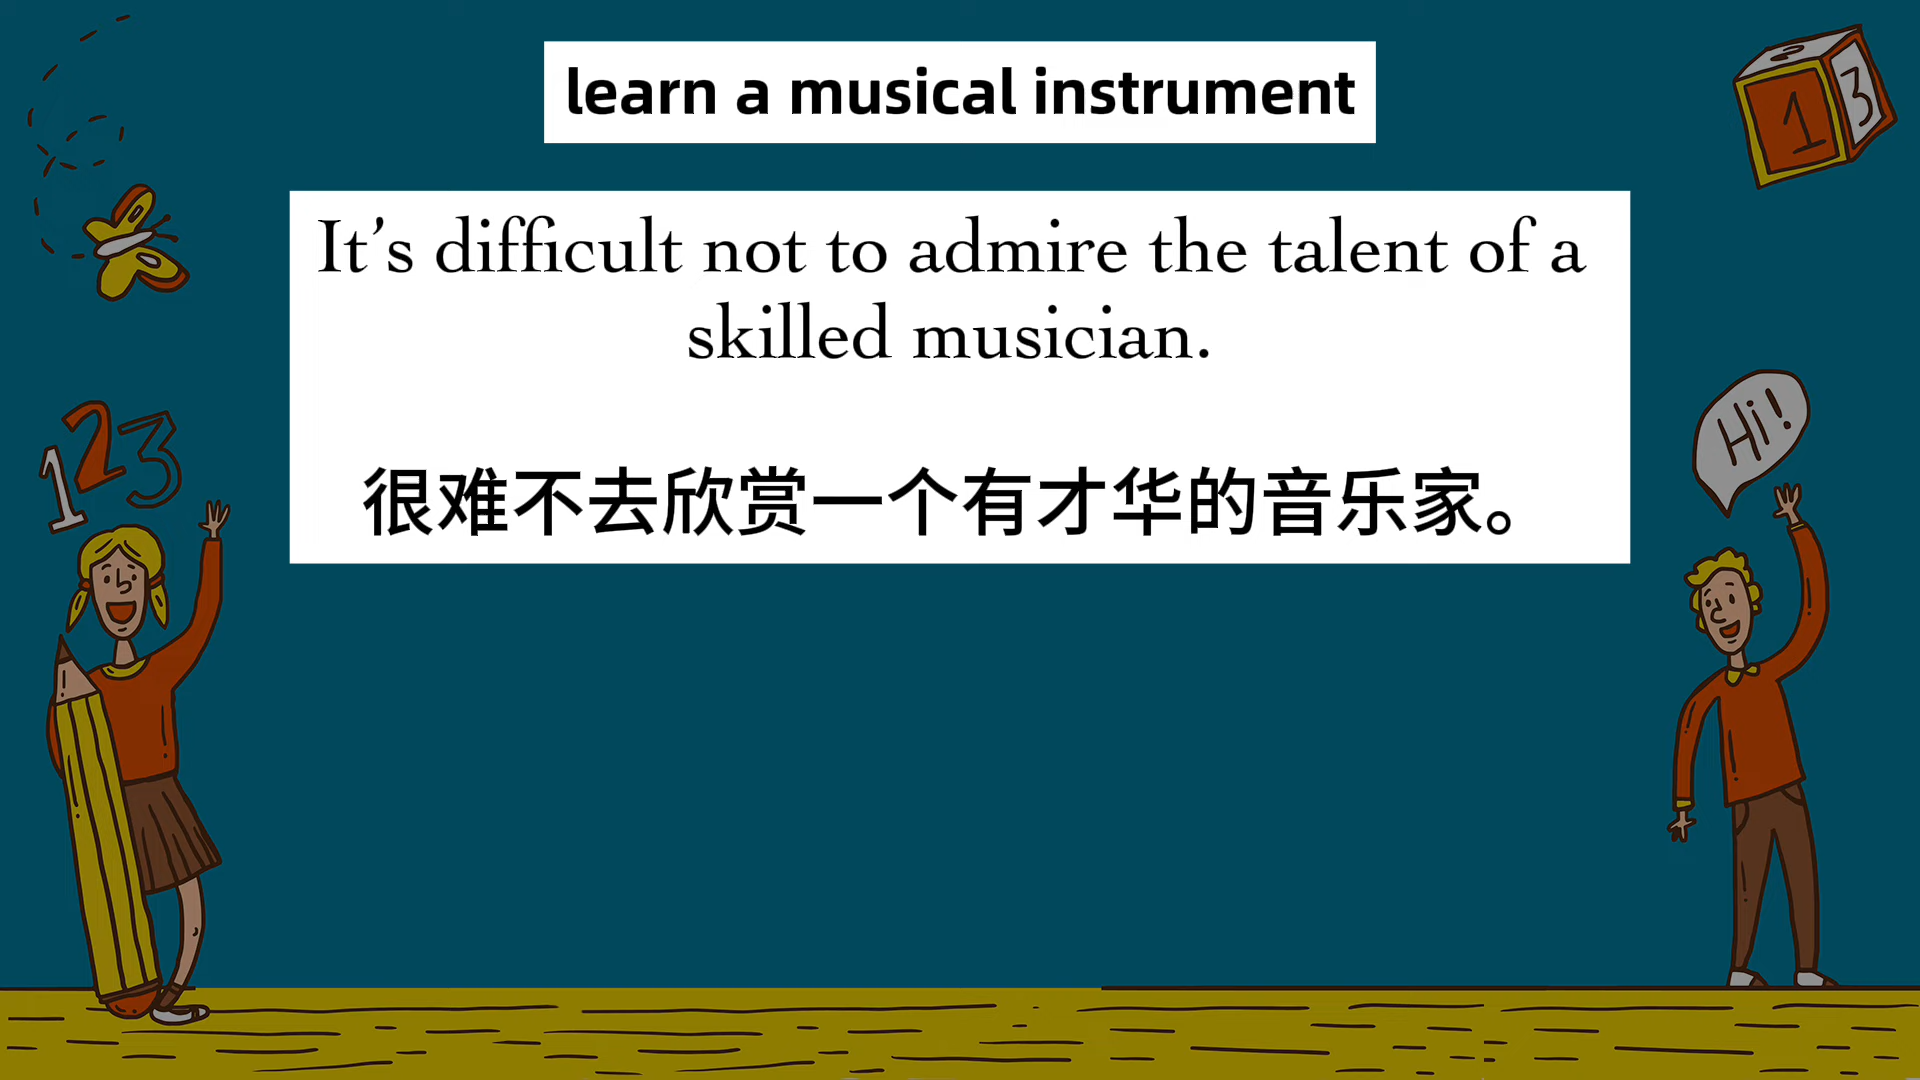 learn a musical instrument
It’s difficult not to admire the talent of a
skilled musician.
很难不去欣赏一个有才华的音乐家。
1 3
123
Hi!